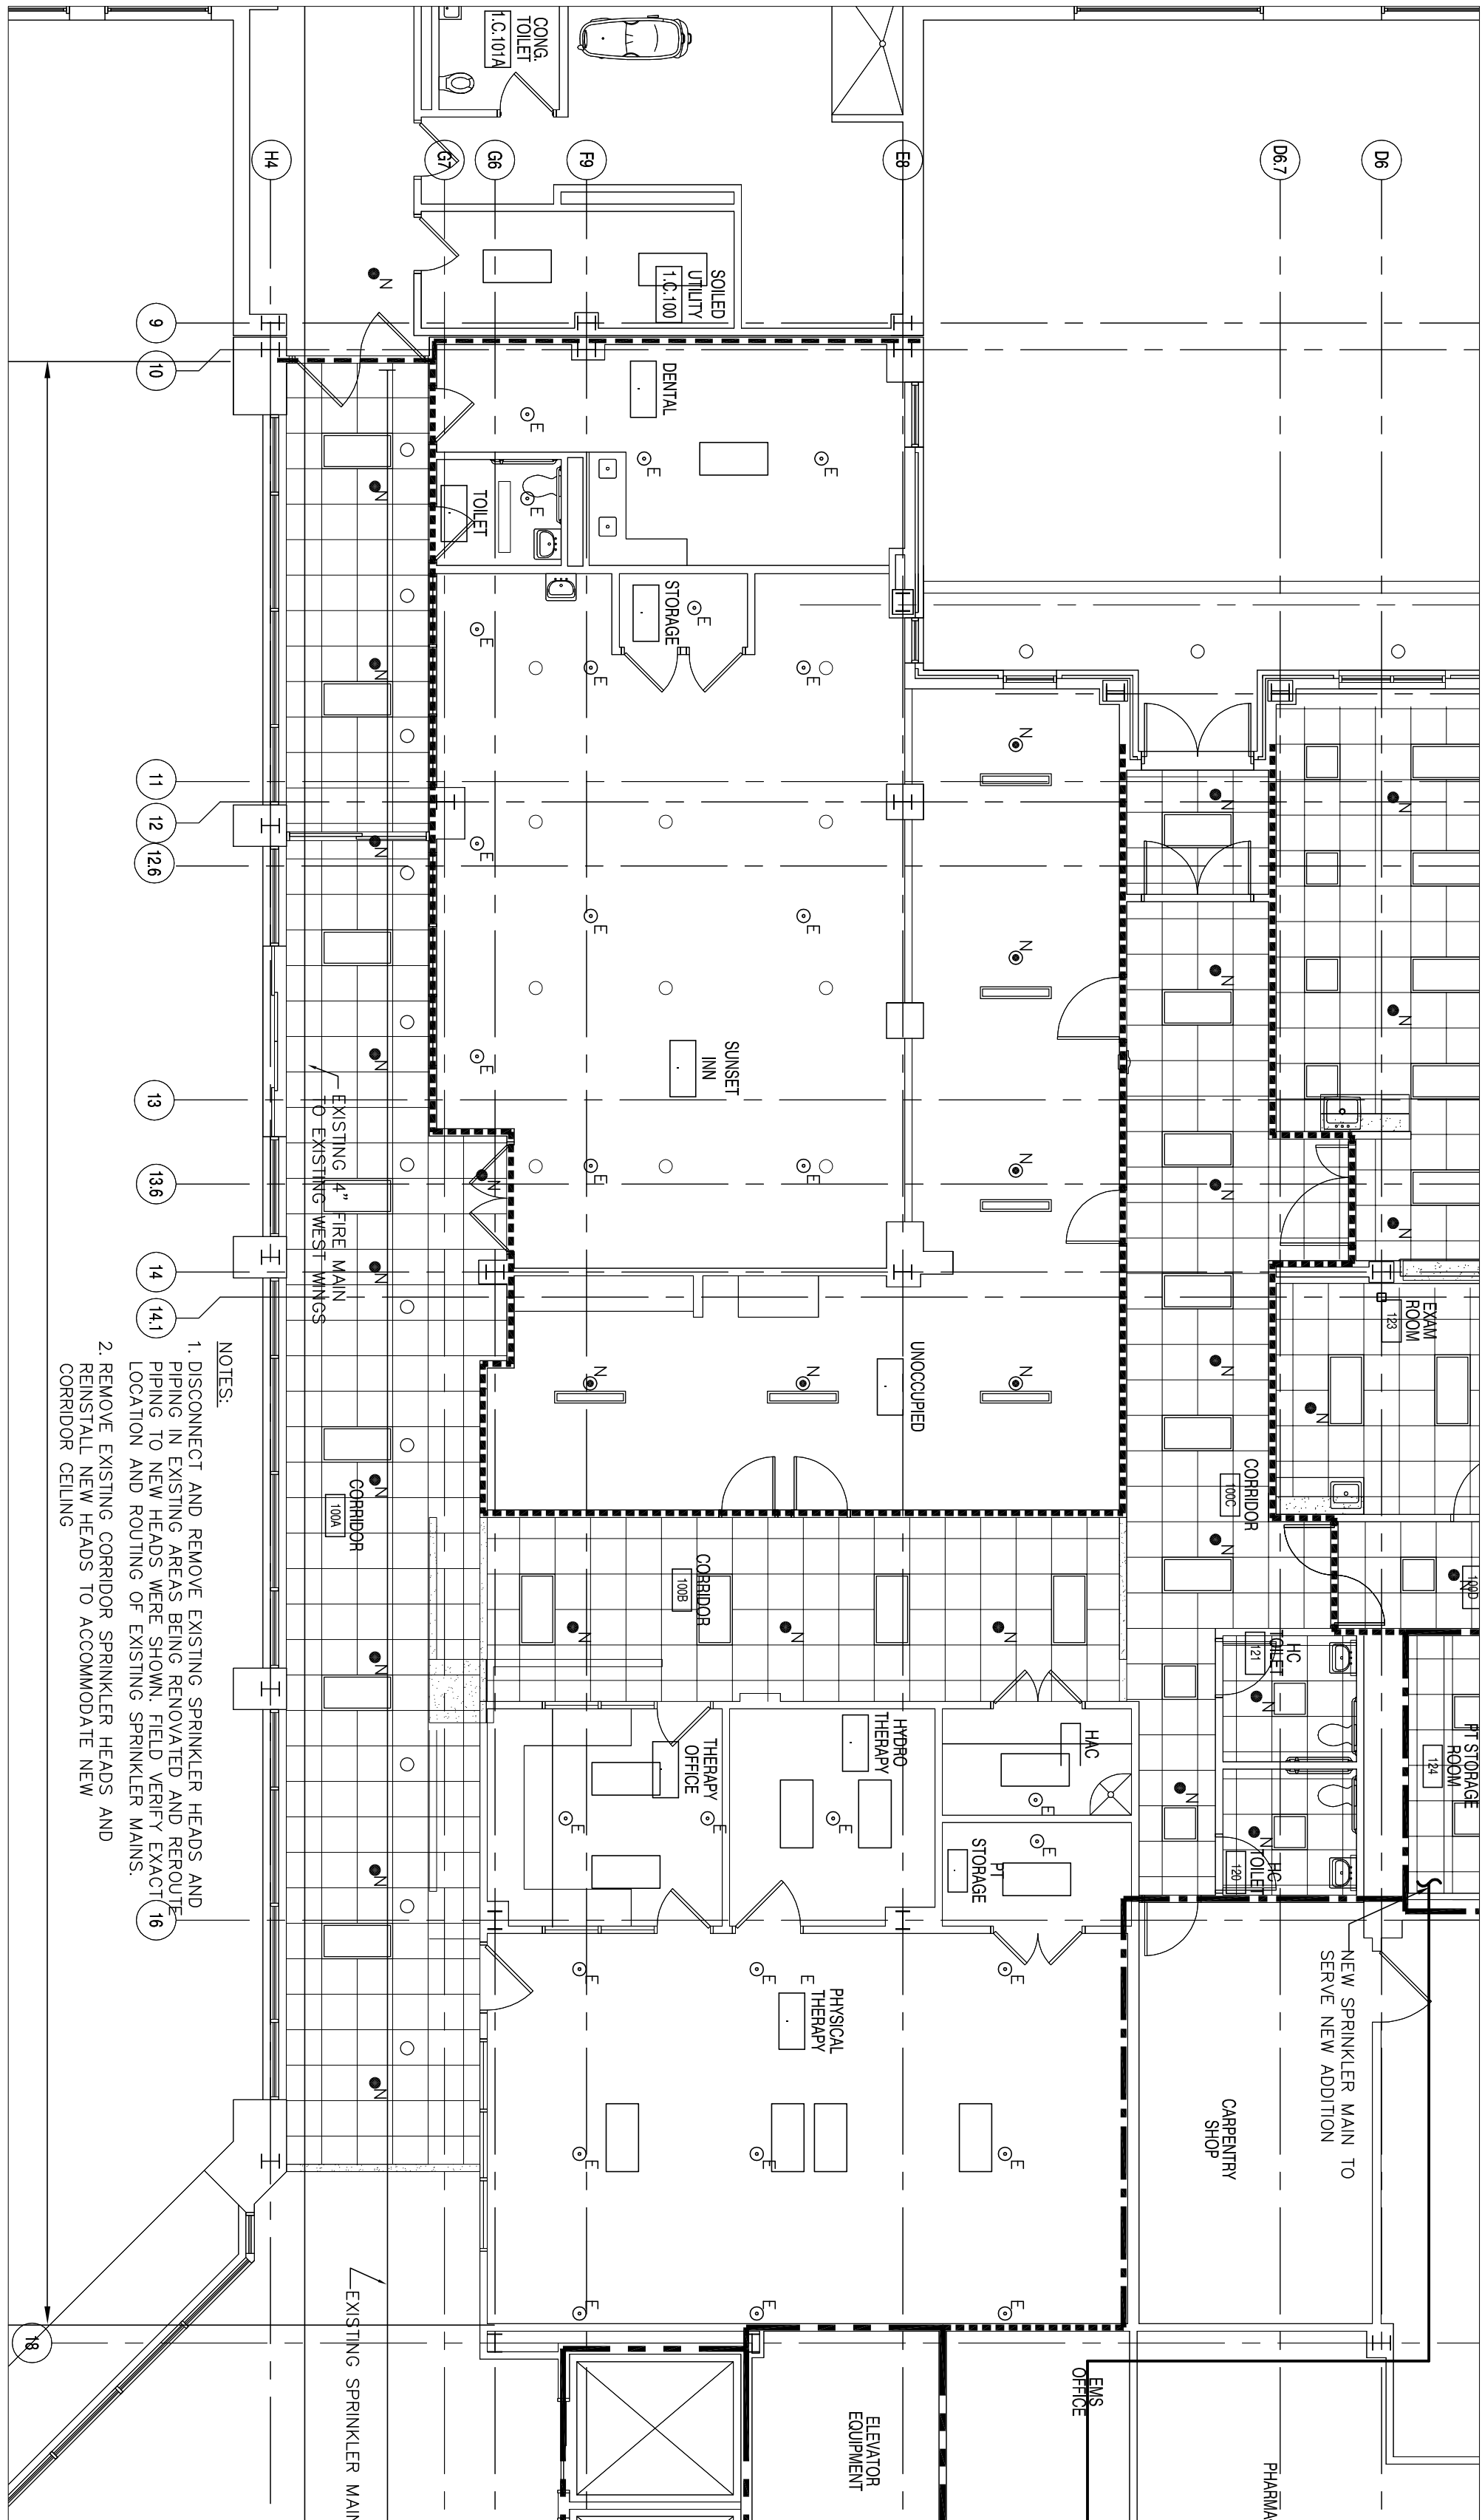 CONG.
TOILET
1.C.101A
H4
G7
G6
F9
E8
D6.7
D6
SOILED
UTILITY
1.C.100
N
9
10
DENTAL
E
E
E
TOILET
E
N
STORAGE
E
E
E
E
N
N
N
N
11
12
12.6
N
E
E
E
N
N
N
SUNSET
INN
E
N
13
EXISTING 4" FIRE MAIN
TO EXISTING WEST WINGS
13.6
N
E
E
N
N
N
14
14.1
N
EXAM
ROOM
123
N
UNOCCUPIED
N
N
N
N
CORRIDOR
100A
N
CORRIDOR
100C
N
NOTES:
1. DISCONNECT AND REMOVE EXISTING SPRINKLER HEADS AND
PIPING IN EXISTING AREAS BEING RENOVATED AND REROUTE
PIPING TO NEW HEADS WERE SHOWN. FIELD VERIFY EXACT
LOCATION AND ROUTING OF EXISTING SPRINKLER MAINS.
2. REMOVE EXISTING CORRIDOR SPRINKLER HEADS AND
REINSTALL NEW HEADS TO ACCOMMODATE NEW
CORRIDOR CEILING
CORRIDOR
100B
N
N
N
N
100D
N
HC
TOILET
121
N
PT STORAGE
ROOM
124
THERAPY
OFFICE
E
E
HYDRO
THERAPY
E
HAC
E
N
HC
TOILET
120
N
PT
STORAGE
E
N
16
NEW SPRINKLER MAIN TO
SERVE NEW ADDITION
E
E
E
E
PHYSICAL
THERAPY
N
CARPENTRY
SHOP
E
E
E
E
E
E
18
EXISTING SPRINKLER MAIN
EMS
OFFICE
ELEVATOR
EQUIPMENT
PHARMA